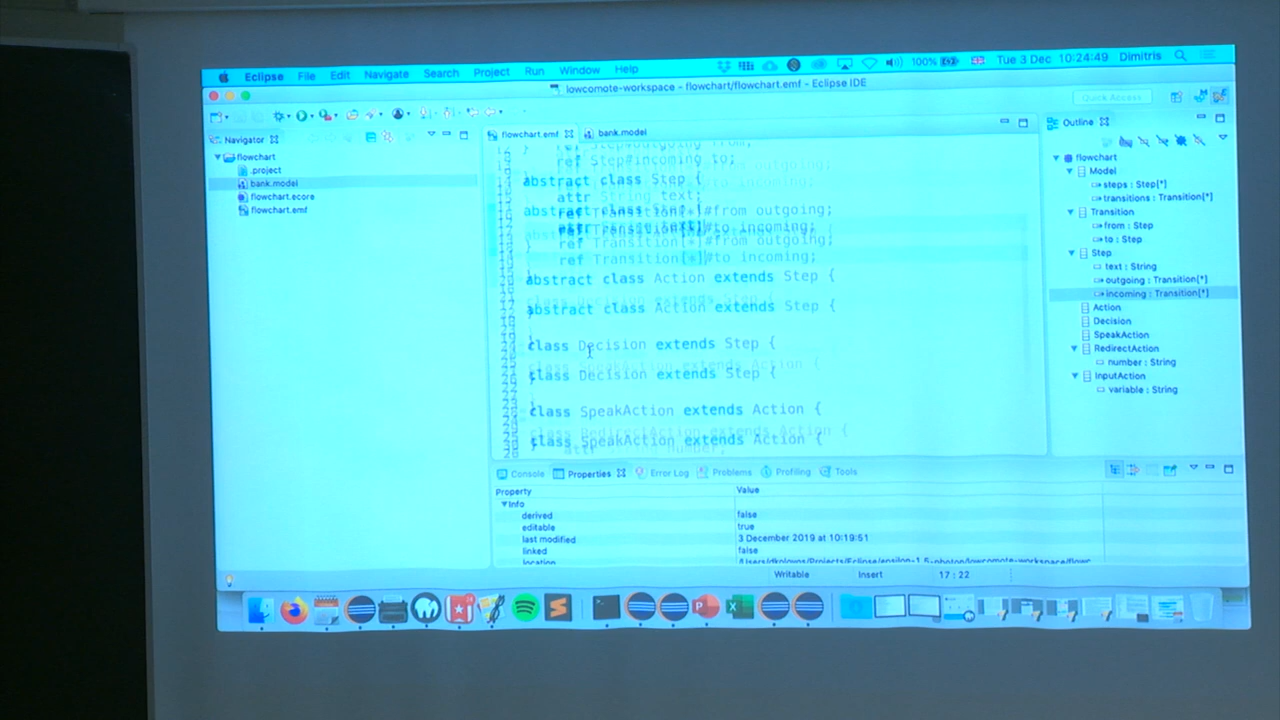 Eclipse File Edit Navigate Search Project Run Window Help 100% Tue 3 Dec 10:24:49 Dimitris
lowcomote-workspace - flowchart/flowchart.emf - Eclipse IDE
Quick Access
Navigator
flowchart
.project
bank.model
flowchart.ecore
flowchart.emf
flowchart.emf bank.model
ref Step#incoming to;
abstract class Step {
attr String text;
ref Transition[*]#from outgoing;
ref Transition[*]#to incoming;
abstract class Action extends Step {
abstract class Action extends Step {
class Decision extends Step {
class Decision extends Step {
class SpeakAction extends Action {
class RedirectAction extends Action {
class SpeakAction extends Action {
Outline
flowchart
Model
steps : Step[*]
transitions : Transition[*]
Transition
from : Step
to : Step
Step
text : String
outgoing : Transition[*]
incoming : Transition[*]
Action
Decision
SpeakAction
RedirectAction
number : String
InputAction
variable : String
Console Properties Error Log Problems Profiling Tools
Property Value
Info
derived false
editable true
last modified 3 December 2019 at 10:19:51
linked false
location
Writable Insert 17 : 22